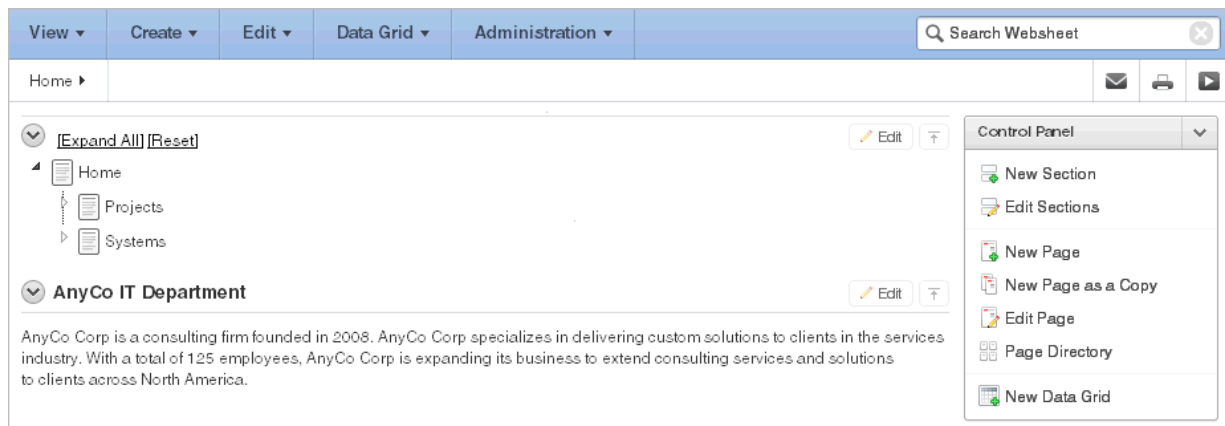 View Create Edit Data Grid Administration Search Websheet
Home
[Expand All] [Reset] Edit
Home
Projects
Systems
AnyCo IT Department Edit
AnyCo Corp is a consulting firm founded in 2008. AnyCo Corp specializes in delivering custom solutions to clients in the services
industry. With a total of 125 employees, AnyCo Corp is expanding its business to extend consulting services and solutions
to clients across North America.
Control Panel
New Section
Edit Sections
New Page
New Page as a Copy
Edit Page
Page Directory
New Data Grid